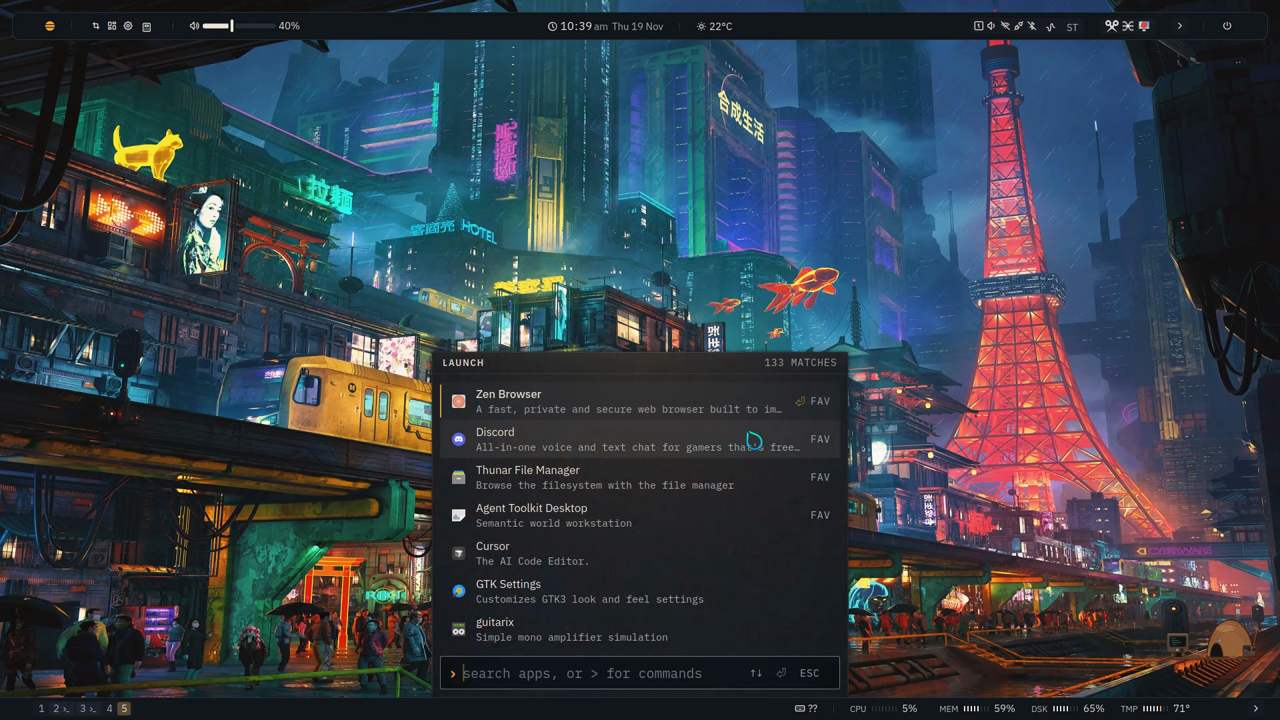 40%
10:39 am Thu 19 Nov
22°C
ST
合成生活
拉麺
HOTEL
LAUNCH
133 MATCHES
Zen Browser
A fast, private and secure web browser built to im…
FAV
Discord
All-in-one voice and text chat for gamers that's free…
FAV
Thunar File Manager
Browse the filesystem with the file manager
FAV
Agent Toolkit Desktop
Semantic world workstation
FAV
Cursor
The AI Code Editor.
GTK Settings
Customizes GTK3 look and feel settings
guitarix
Simple mono amplifier simulation
› search apps, or > for commands
↑↓
ESC
1 2 3 4 5
??
CPU 5%
MEM 59%
DSK 65%
TMP 71°